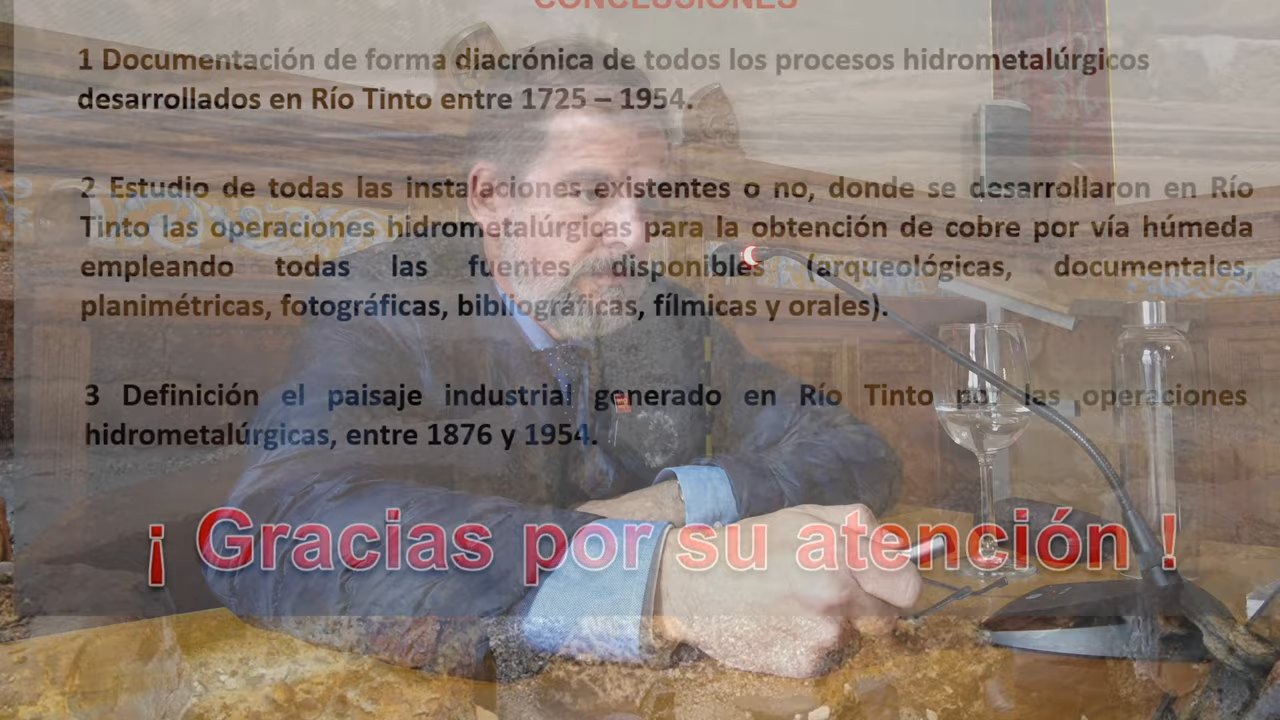 CONCLUSIONES
1 Documentación de forma diacrónica de todos los procesos hidrometalúrgicos
desarrollados en Río Tinto entre 1725 – 1954.
2 Estudio de todas las instalaciones existentes o no, donde se desarrollaron en Río
Tinto las operaciones hidrometalúrgicas para la obtención de cobre por vía húmeda
empleando todas las fuentes disponibles (arqueológicas, documentales,
planimétricas, fotográficas, bibliográficas, fílmicas y orales).
3 Definición el paisaje industrial generado en Río Tinto por las operaciones
hidrometalúrgicas, entre 1876 y 1954.
¡ Gracias por su atención !